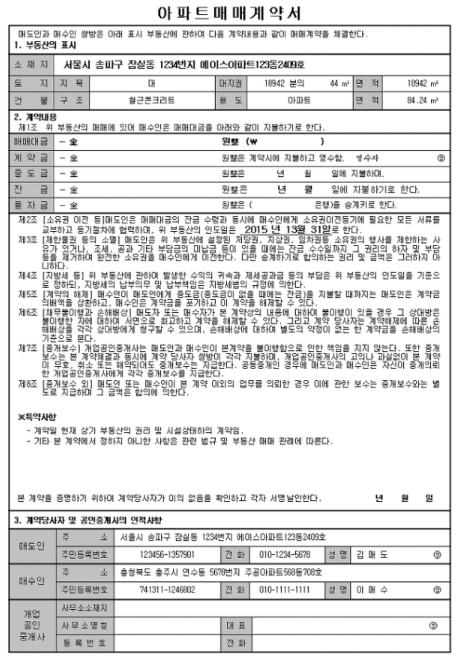 아파트매매계약서
매도인과 매수인 쌍방은 아래 표시 부동산에 관하여 다음 계약내용과 같이 매매계약을 체결한다.
1. 부동산의 표시
소 재 지 서울시 송파구 잠실동 1234번지 에이스아파트123동2409호
토 지 지 목 대 대지권 18942 분의 44 ㎡ 면 적 18942 ㎡
건 물 구 조 철근콘크리트 용 도 아파트 면 적 84.24 ㎡
2. 계약내용
제1조 위 부동산의 매매에 있어 매수인은 매매대금을 아래와 같이 지불하기로 한다.
매매대금 - 金 원整 (₩ )
계 약 금 - 金 원整은 계약시에 지불하고 영수함. 영수자 ㊞
중 도 금 - 金 원整은 년 월 일에 지불하며,
잔 금 - 金 원整은 년 월 일에 지불하기로 한다.
융 자 금 - 金 원整은 ( 은행)을 승계키로 한다.
제2조 [소유권 이전 등]매도인은 매매대금의 잔금 수령과 동시에 매수인에게 소유권이전등기에 필요한 모든 서류를
교부하고 등기절차에 협력하며, 위 부동산의 인도일은 2015 년 13월 31일로 한다.
제3조 [제한물권 등의 소멸] 매도인은 위 부동산에 설정된 저당권, 지상권, 임차권등 소유권의 행사를 제한하는 사
유가 있거나, 조세, 공과 기타 부담금의 미납금 등이 있을 때에는 잔금 수수일까지 그 권리의 하자 및 부담
등을 제거하여 완전한 소유권을 매수인에게 이전한다. 다만 승계하기로 합의하는 권리 및 금액은 그러하지 아
니하다.
제4조 [지방세 등] 위 부동산에 관하여 발생한 수익의 귀속과 제세공과금 등의 부담은 위 부동산의 인도일을 기준으
로 정하되, 지방세의 납부의무 및 납부책임은 지방세법의 규정에 의한다.
제5조 [계약의 해제] 매수인이 매도인에게 중도금(중도금이 없을 때에는 잔금)을 지불할 때까지는 매도인은 계약금
의배액을 상환하고, 매수인은 계약금을 포기하고 이 계약을 해제할 수 있다.
제6조 [채무불이행과 손해배상] 매도자 또는 매수자가 본 계약상의 내용에 대하여 불이행이 있을 경우 그 상대방은
불이행한 자에 대하여 서면으로 최고하고 계약을 해제할 수 있다. 그리고 계약 당사자는 계약해제에 따른 손
해배상을 각각 상대방에게 청구할 수 있으며, 손해배상에 대하여 별도의 약정이 없는 한 계약금을 손해배상의
기준으로 본다.
제7조 [중개보수] 개업공인중개사는 매도인과 매수인이 본계약을 불이행함으로 인한 책임을 지지 않는다. 또한 중개
보수는 본 계약체결과 동시에 계약 당사자 쌍방이 각각 지불하며, 개업공인중개사의 고의나 과실없이 본 계약
이 무효, 취소 또는 해약되어도 중개보수는 지급한다. 공동중개인 경우에 매도인과 매수인은 자신이 중개의뢰
한 개업공인중개사에게 각각 중개보수를 지급한다.
제8조 [중개보수 외] 매도인 또는 매수인이 본 계약 이외의 업무를 의뢰한 경우 이에 관한 보수는 중개보수와는 별
도로 지급하며 그 금액은 합의에 의한다.
※특약사항
- 계약일 현재 상기 부동산의 권리 및 시설상태하의 계약임.
- 기타 본 계약에서 정하지 아니한 사항은 관련 법규 및 부동산 매매 관례에 따른다.
본 계약을 증명하기 위하여 계약당사자가 이의 없음을 확인하고 각자 서명날인한다. 년 월 일
3. 계약당사자 및 공인중개사의 인적사항
매도인 주 소 서울시 송파구 잠실동 1234번지 에이스아파트123동2409호
주민등록번호 123456-1357901 전 화 010-1234-5678 성 명 김 매 도 ㊞
매수인 주 소 충청북도 충주시 연수동 5678번지 주공아파트568동708호
주민등록번호 741311-1246802 전 화 010-1111-1111 성 명 이 매 수 ㊞
개업
공인
중개사
사무소소재지
사 무 소 명 칭 대 표 ㊞
등 록 번 호 전 화